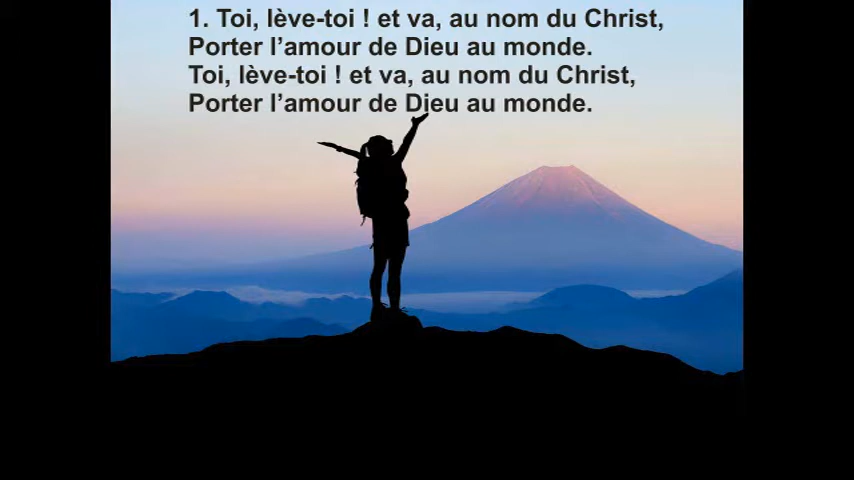 1. Toi, lève-toi ! et va, au nom du Christ,
Porter l’amour de Dieu au monde.
Toi, lève-toi ! et va, au nom du Christ,
Porter l’amour de Dieu au monde.